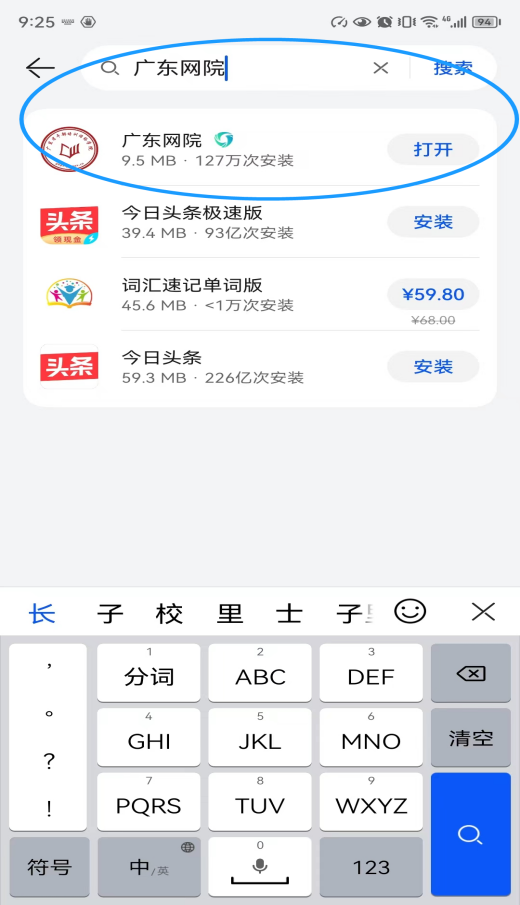 9:25
4G
94
广东网院
搜索
广东网院
9.5 MB · 127万次安装
打开
头条
领现金
今日头条极速版
39.4 MB · 93亿次安装
安装
词汇速记单词版
45.6 MB · <1万次安装
¥59.80
¥68.00
头条
今日头条
59.3 MB · 226亿次安装
安装
长 子 校 里 士 子
, 。 ? !
1 分词
2 ABC
3 DEF
4 GHI
5 JKL
6 MNO
清空
7 PQRS
8 TUV
9 WXYZ
符号
中/英
0
123